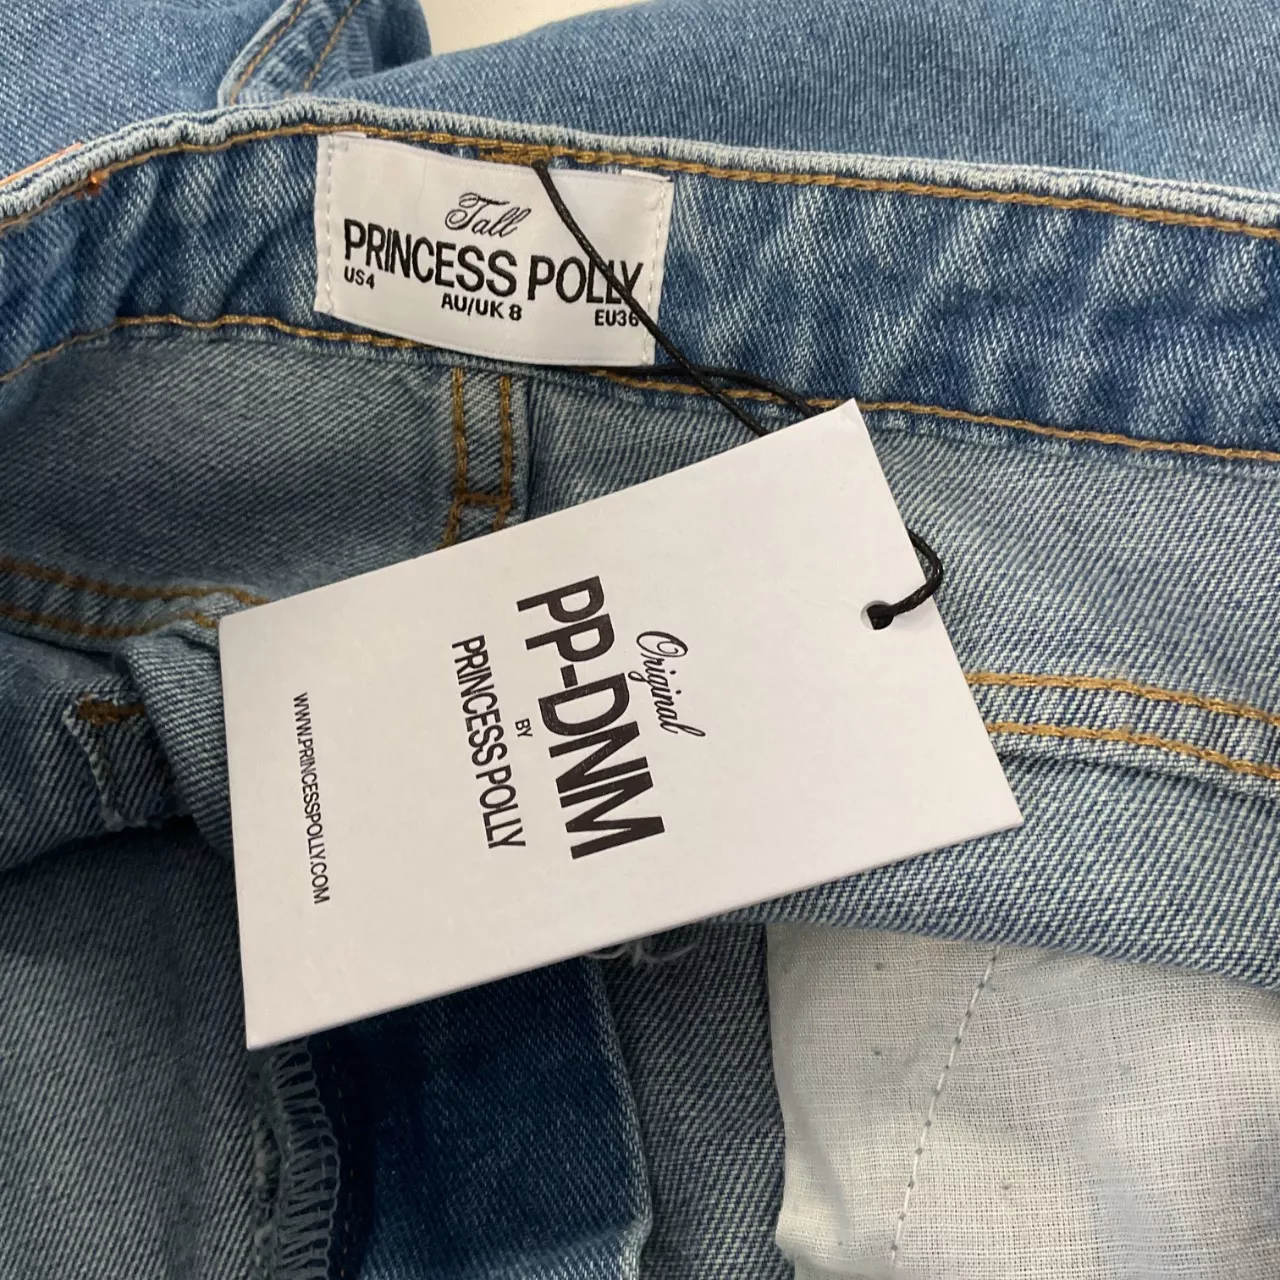 Tall
PRINCESS POLLY
US4
AU/UK 8
EU36
Original
PP-DNM
BY
PRINCESS POLLY
WWW.PRINCESSPOLLY.COM